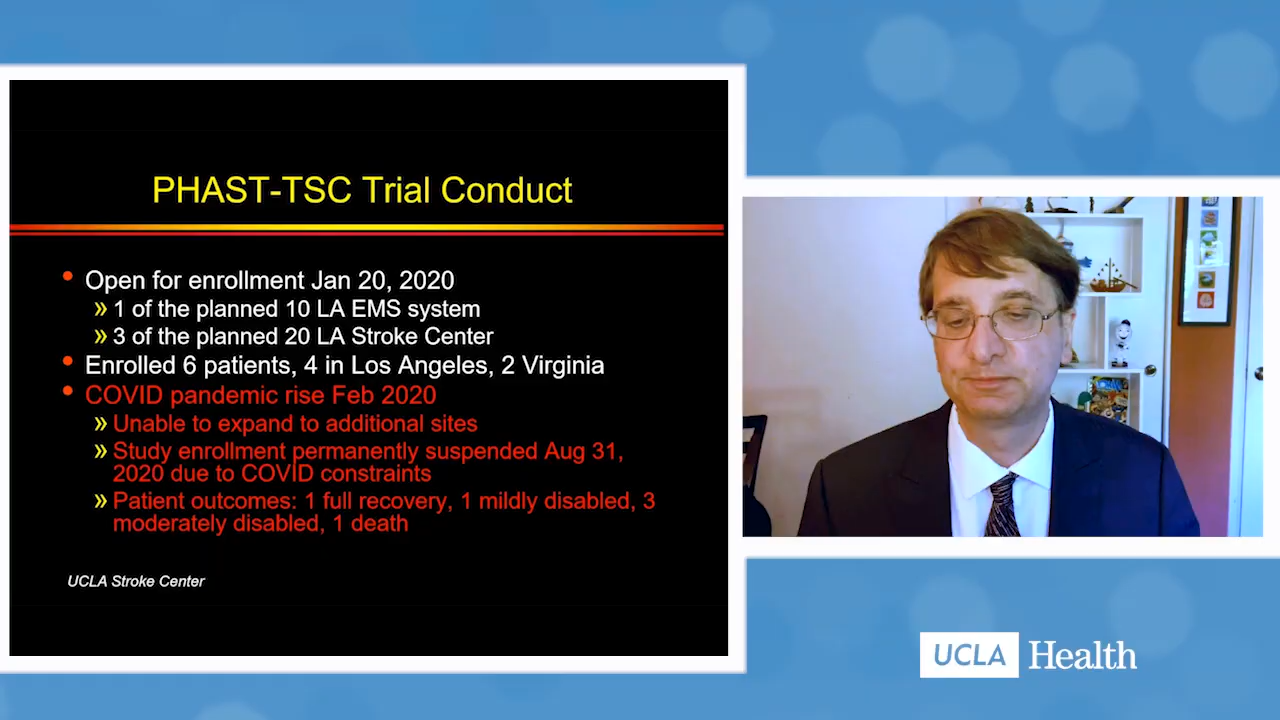 PHAST-TSC Trial Conduct
• Open for enrollment Jan 20, 2020
» 1 of the planned 10 LA EMS system
» 3 of the planned 20 LA Stroke Center
• Enrolled 6 patients, 4 in Los Angeles, 2 Virginia
• COVID pandemic rise Feb 2020
» Unable to expand to additional sites
» Study enrollment permanently suspended Aug 31,
2020 due to COVID constraints
» Patient outcomes: 1 full recovery, 1 mildly disabled, 3
moderately disabled, 1 death
UCLA Stroke Center
UCLA Health